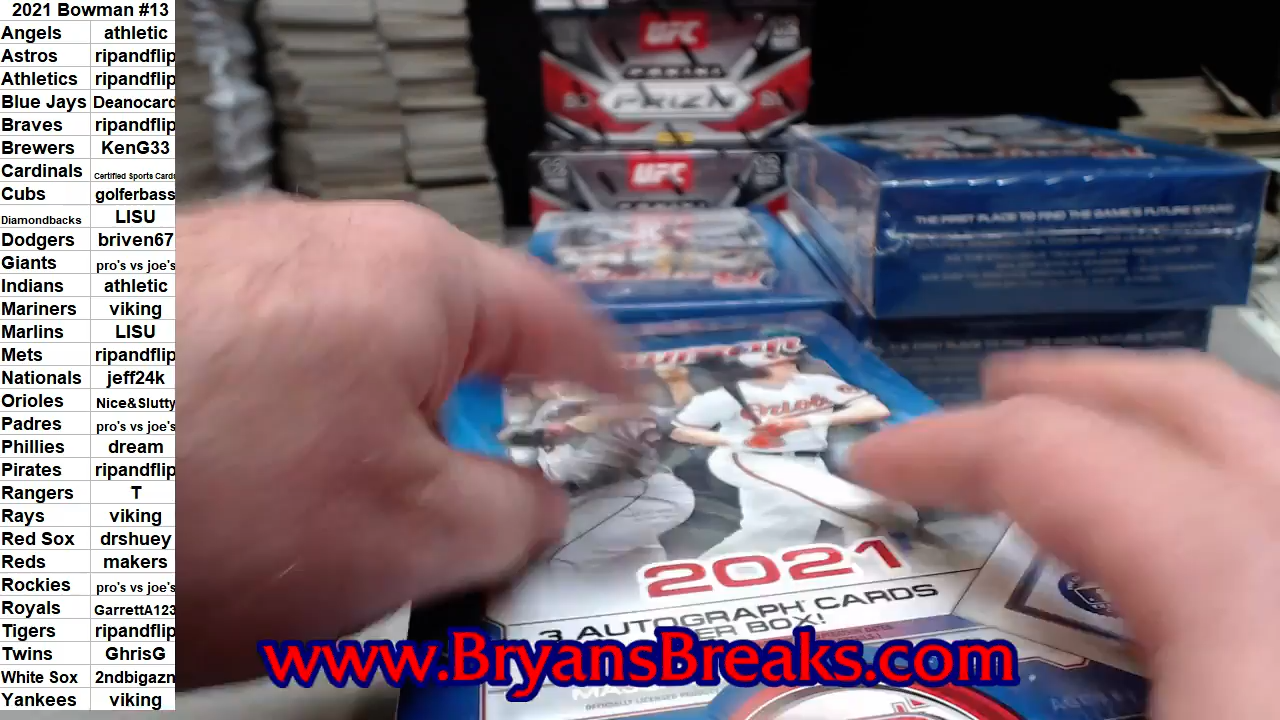 2021 Bowman #13
Angels athletic
Astros ripandflip
Athletics ripandflip
Blue Jays Deanocard
Braves ripandflip
Brewers KenG33
Cardinals Certified Sports Cards
Cubs golferbass
Diamondbacks LISU
Dodgers briven67
Giants pro's vs joe's
Indians athletic
Mariners viking
Marlins LISU
Mets ripandflip
Nationals jeff24k
Orioles Nice&Slutty
Padres pro's vs joe's
Phillies dream
Pirates ripandflip
Rangers T
Rays viking
Red Sox drshuey
Reds makers
Rockies pro's vs joe's
Royals GarrettA123
Tigers ripandflip
Twins GhrisG
White Sox 2ndbigazn
Yankees viking
UFC
PANINI
PRIZM
UFC
THE FIRST PLACE TO FIND THE GAME'S FUTURE STARS!
Orioles
2021
3 AUTOGRAPH CARDS
PER BOX!
www.BryansBreaks.com